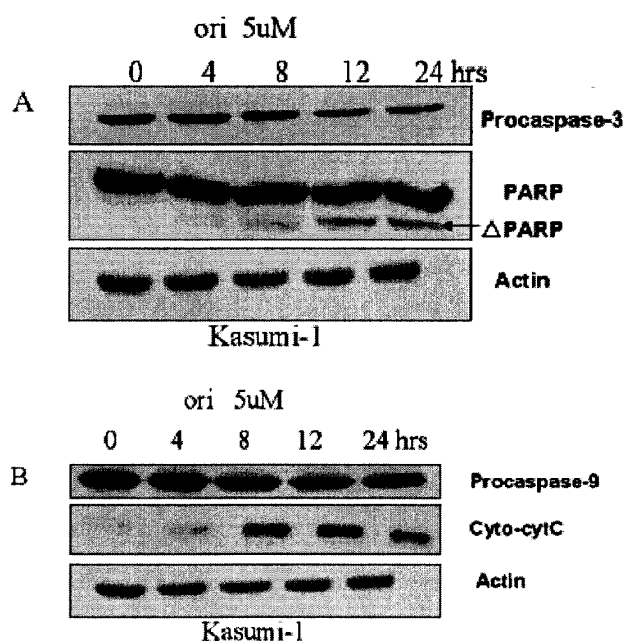 ori 5uM
0 4 8 12 24 hrs
A
Procaspase-3
PARP
△PARP
Actin
Kasumi-1
ori 5uM
0 4 8 12 24 hrs
B
Procaspase-9
Cyto-cytC
Actin
Kasumi-1